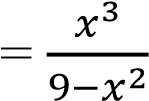 = x³ / (9−x²)